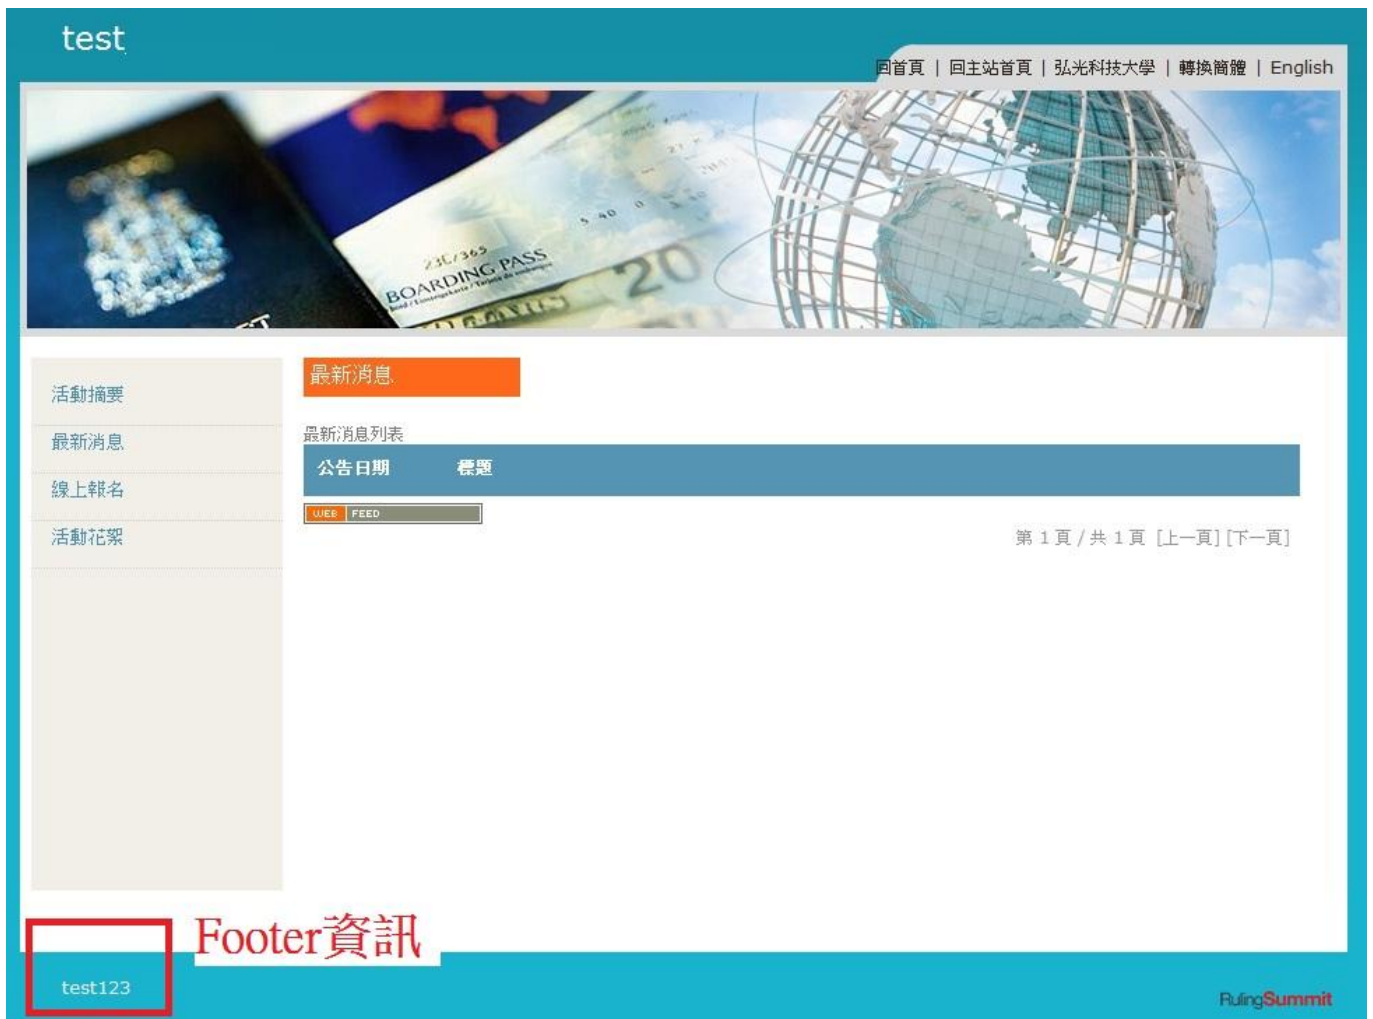 test
回首頁 | 回主站首頁 | 弘光科技大學 | 轉換簡體 | English
BOARDING PASS
20
活動摘要
最新消息
線上報名
活動花絮
最新消息
最新消息列表
公告日期 標題
WEB FEED
第 1 頁 / 共 1 頁 [上一頁] [下一頁]
Footer資訊
test123
RulingSummit